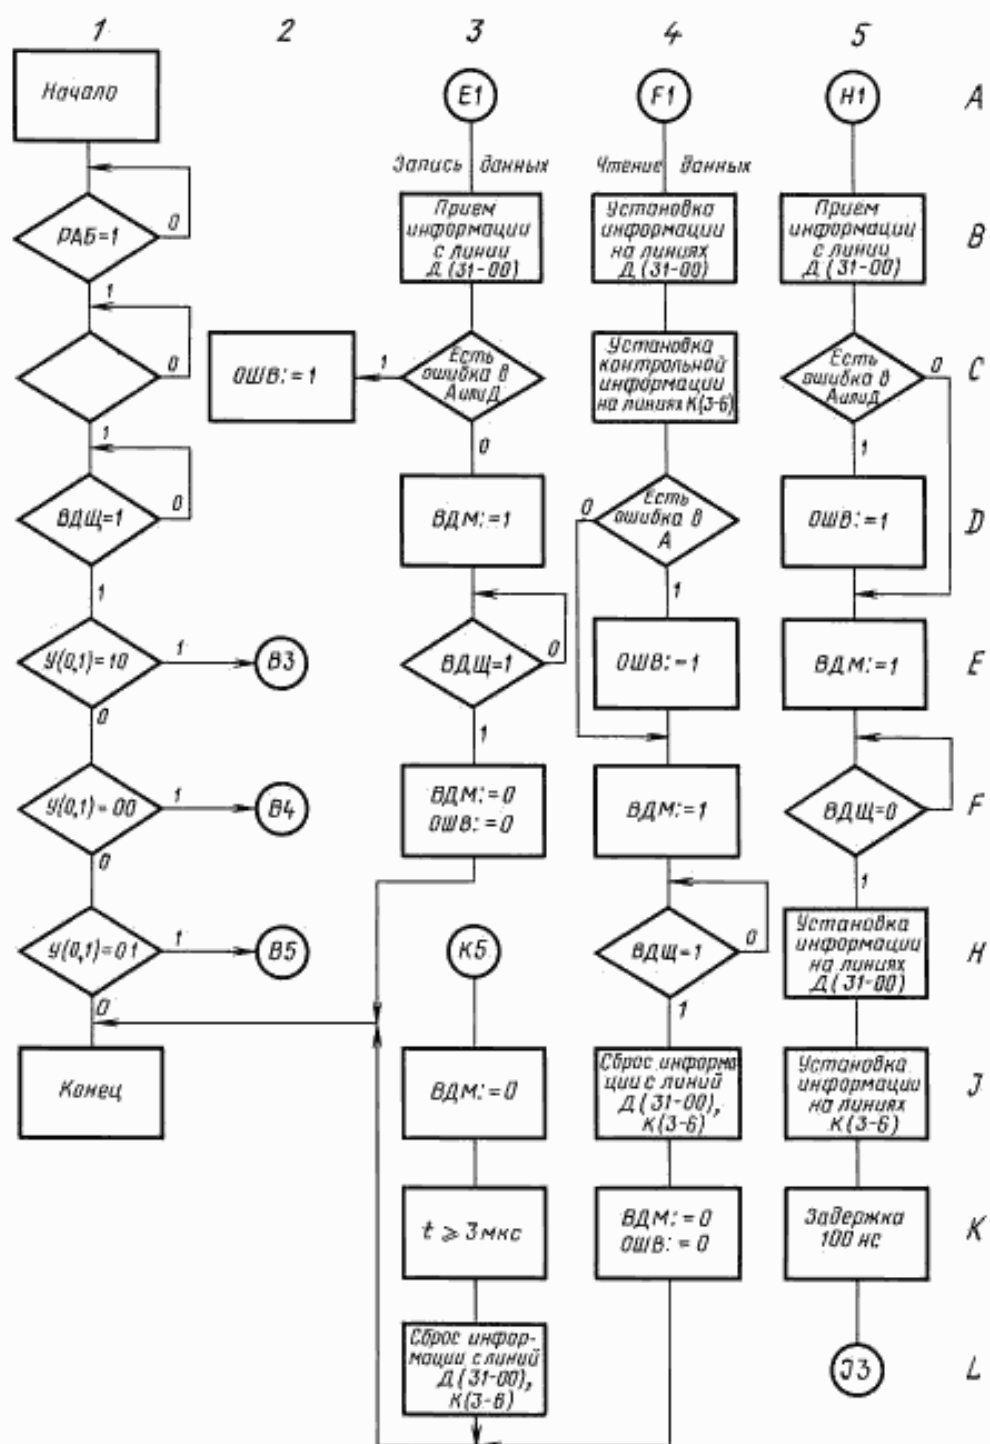 1 2 3 4 5
A
B
C
D
E
F
H
J
K
L
Начало
РАБ=1
0
1
0
1
ВДЩ=1
0
1
У(0,1)=10
1
В3
0
У(0,1)=00
1
В4
0
У(0,1)=01
1
В5
0
Конец
ОШВ:=1
Е1
Запись данных
Прием
информации
с линии
Д(31-00)
1
Есть
ошибка в
А или Д
0
ВДМ:=1
ВДЩ=1
0
1
ВДМ:=0
ОШВ:=0
К5
ВДМ:=0
t ⩾ 3 мкс
Сброс инфор-
мации с линий
Д(31-00),
К(3-6)
F1
Чтение данных
Установка
информации
на линиях
Д(31-00)
Установка
контрольной
информации
на линиях К(3-6)
0
Есть
ошибка в
А
1
ОШВ:=1
ВДМ:=1
ВДЩ=1
0
1
Сброс информа
ции с линий
Д(31-00),
К(3-6)
ВДМ:=0
ОШВ:=0
Н1
Прием
информации
с линии
Д(31-00)
Есть
ошибка в
А или Д
0
1
ОШВ:=1
ВДМ:=1
ВДЩ=0
1
Установка
информации
на линиях
Д(31-00)
Установка
информации
на линиях
К(3-6)
Задержка
100 нс
J3